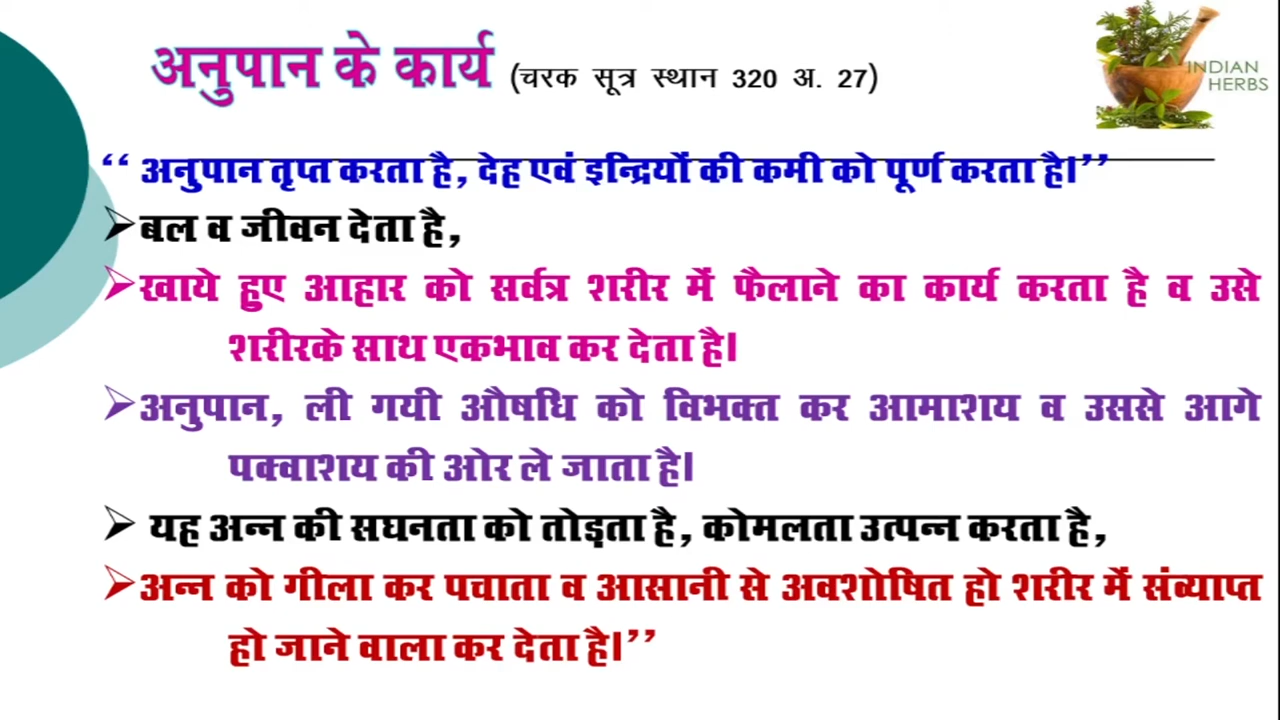 अनुपान के कार्य (चरक सूत्र स्थान 320 अ. 27)
INDIAN
HERBS
‘‘ अनुपान तृप्त करता है, देह एवं इन्द्रियों की कमी को पूर्ण करता है।’’
➢बल व जीवन देता है,
➢खाये हुए आहार को सर्वत्र शरीर में फैलाने का कार्य करता है व उसे
शरीरके साथ एकभाव कर देता है।
➢अनुपान, ली गयी औषधि को विभक्त कर आमाशय व उससे आगे
पक्वाशय की ओर ले जाता है।
➢ यह अन्न की सघनता को तोड़ता है, कोमलता उत्पन्न करता है,
➢अन्न को गीला कर पचाता व आसानी से अवशोषित हो शरीर में संव्याप्त
हो जाने वाला कर देता है।’’